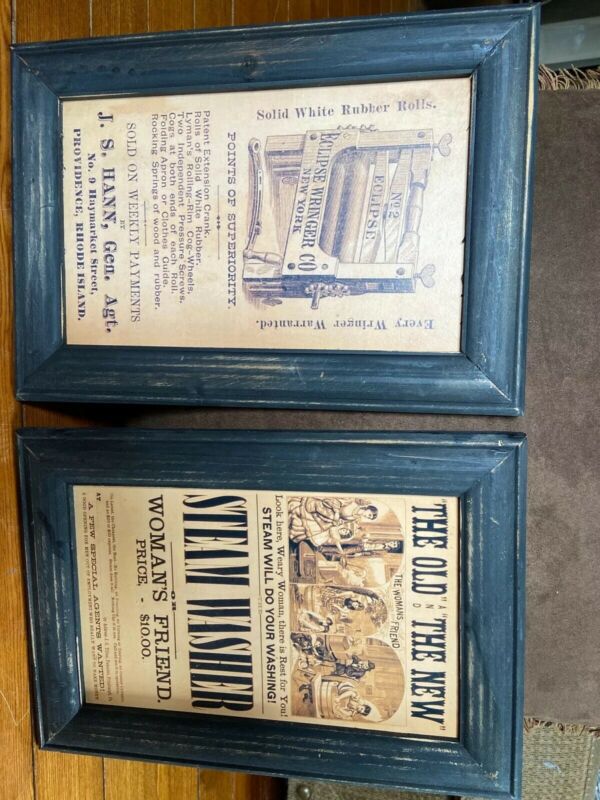 Solid White Rubber Rolls.
ECLIPSE WRINGER CO
NEW YORK
No 2
ECLIPSE
Every Wringer Warranted.
POINTS OF SUPERIORITY.
Patent Extension Crank.
Rolls of Solid White Rubber.
Lyman's Rolling-Rim Cog-Wheels.
Two Independent Pressure Screws.
Cogs at both ends of each Roll.
Folding Apron or Clothes Guide.
Rocking Springs of wood and rubber.
SOLD ON WEEKLY PAYMENTS
BY
J. S. HANN, Gen. Agt.
No. 9 Haymarket Street,
PROVIDENCE, RHODE ISLAND.
"THE OLD" AND "THE NEW"
THE WOMAN'S FRIEND
Look here, Weary Woman, there is Rest for You!
STEAM WILL DO YOUR WASHING!
STEAM WASHER
OR
WOMAN'S FRIEND.
PRICE, - $10.00.
A FEW SPECIAL AGENTS WANTED!